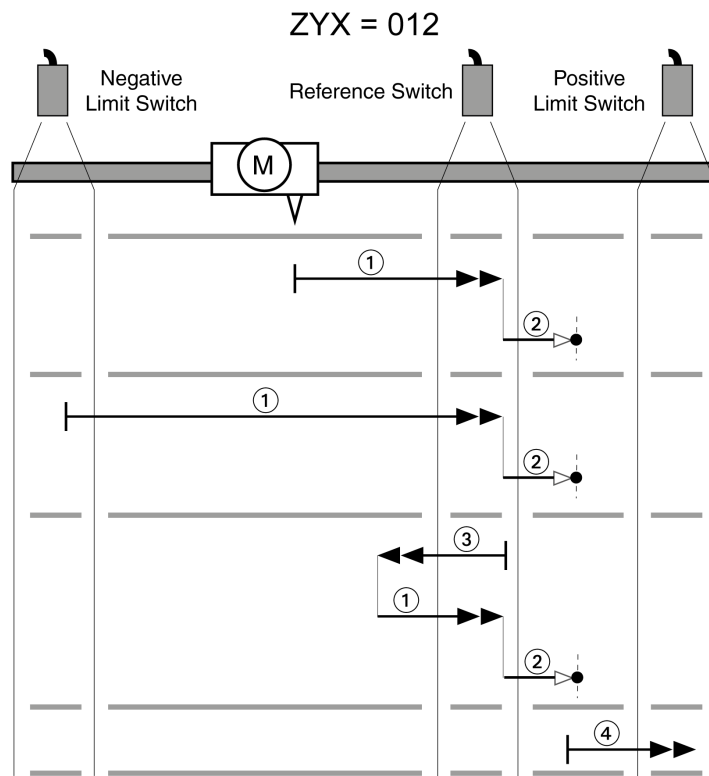 ZYX = 012
Negative
Limit Switch
Reference Switch
Positive
Limit Switch
M
1
2
1
2
3
1
2
4